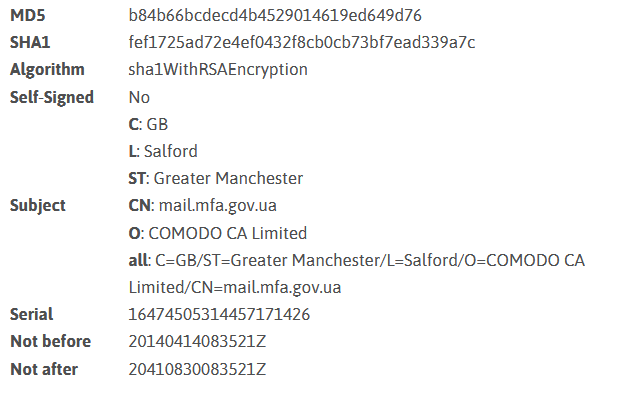 MD5 b84b66bcdecd4b4529014619ed649d76
SHA1 fef1725ad72e4ef0432f8cb0cb73bf7ead339a7c
Algorithm sha1WithRSAEncryption
Self-Signed No
C: GB
L: Salford
ST: Greater Manchester
Subject CN: mail.mfa.gov.ua
O: COMODO CA Limited
all: C=GB/ST=Greater Manchester/L=Salford/O=COMODO CA
Limited/CN=mail.mfa.gov.ua
Serial 16474505314457171426
Not before 20140414083521Z
Not after 20410830083521Z